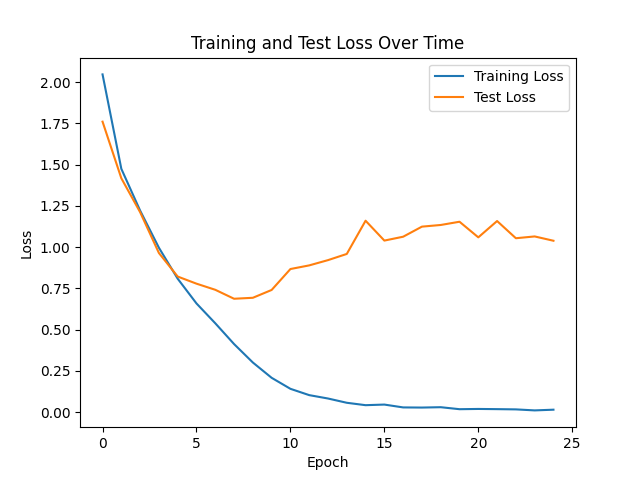 Training and Test Loss Over Time
Training Loss
Test Loss
2.00
1.75
1.50
1.25
1.00
0.75
0.50
0.25
0.00
Loss
0 5 10 15 20 25
Epoch